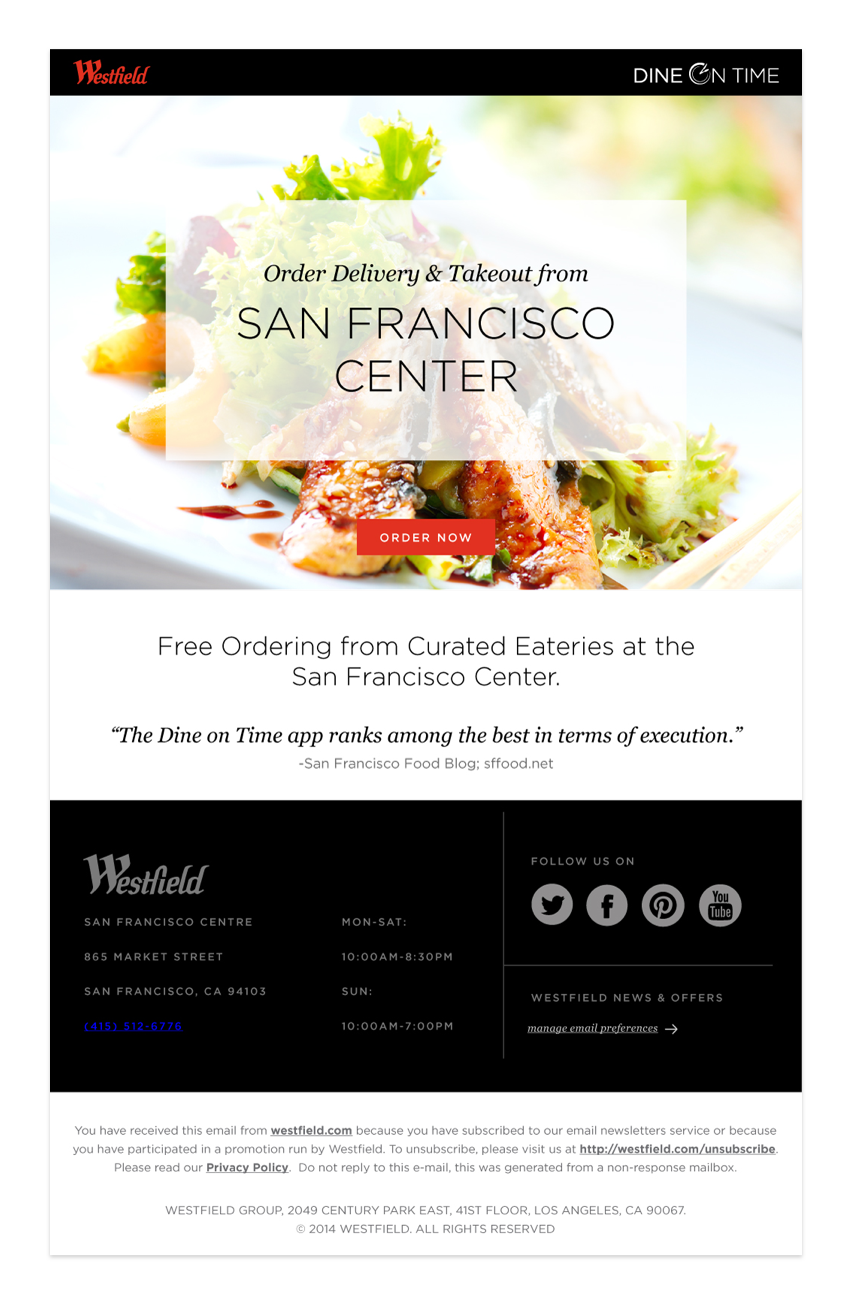 Westfield
DINE ON TIME
Order Delivery & Takeout from
SAN FRANCISCO
CENTER
ORDER NOW
Free Ordering from Curated Eateries at the
San Francisco Center.
“The Dine on Time app ranks among the best in terms of execution.”
-San Francisco Food Blog; sffood.net
Westfield
SAN FRANCISCO CENTRE
865 MARKET STREET
SAN FRANCISCO, CA 94103
(415) 512-6776
MON-SAT:
10:00AM-8:30PM
SUN:
10:00AM-7:00PM
FOLLOW US ON
You Tube
WESTFIELD NEWS & OFFERS
manage email preferences →
You have received this email from westfield.com because you have subscribed to our email newsletters service or because
you have participated in a promotion run by Westfield. To unsubscribe, please visit us at http://westfield.com/unsubscribe.
Please read our Privacy Policy. Do not reply to this e-mail, this was generated from a non-response mailbox.
WESTFIELD GROUP, 2049 CENTURY PARK EAST, 41ST FLOOR, LOS ANGELES, CA 90067.
© 2014 WESTFIELD. ALL RIGHTS RESERVED